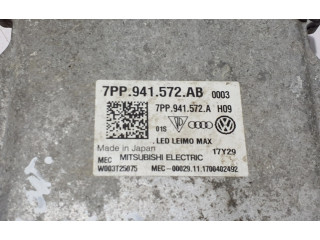 7PP.941.572.AB 0003
7PP.941.572.A H09
01S
LED LEIMO MAX
Made in Japan 17Y29
MEC MITSUBISHI ELECTRIC
W003T25075 MEC-00029.11.1706402492